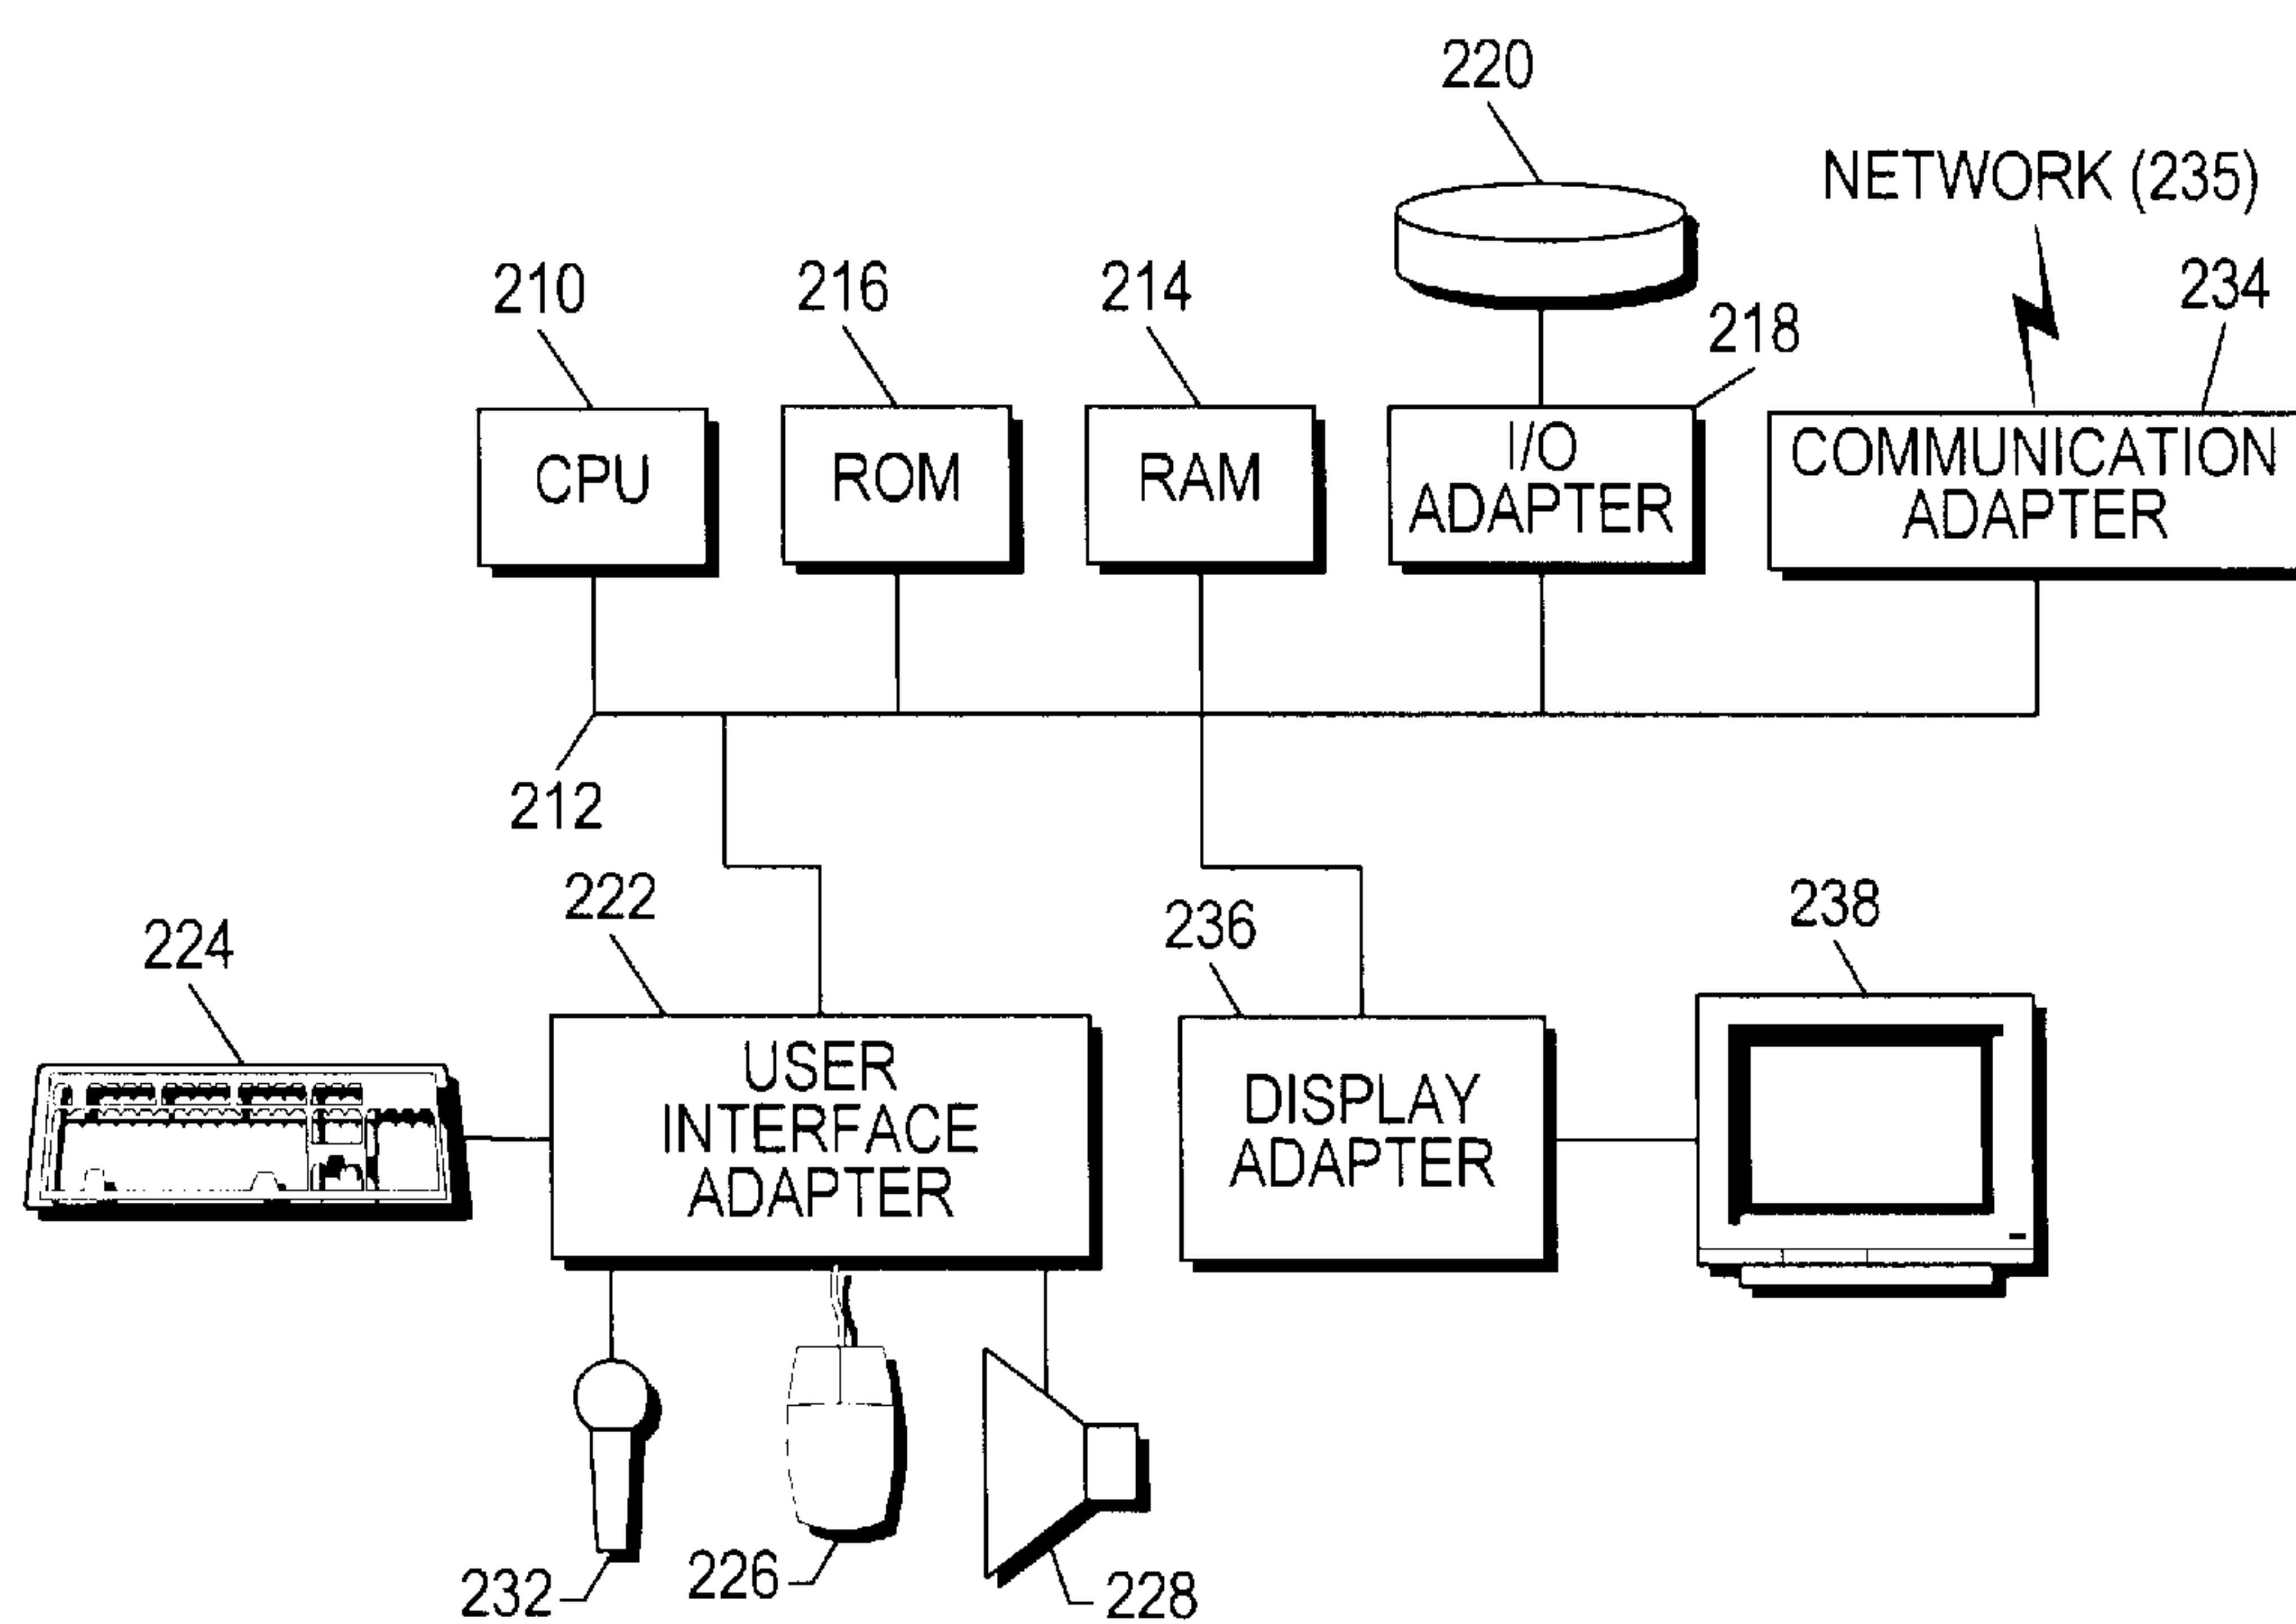 220
NETWORK (235)
210
216
214
218
234
CPU
ROM
RAM
I/O
ADAPTER
COMMUNICATION
ADAPTER
212
222
236
238
224
USER
INTERFACE
ADAPTER
DISPLAY
ADAPTER
232
226
228